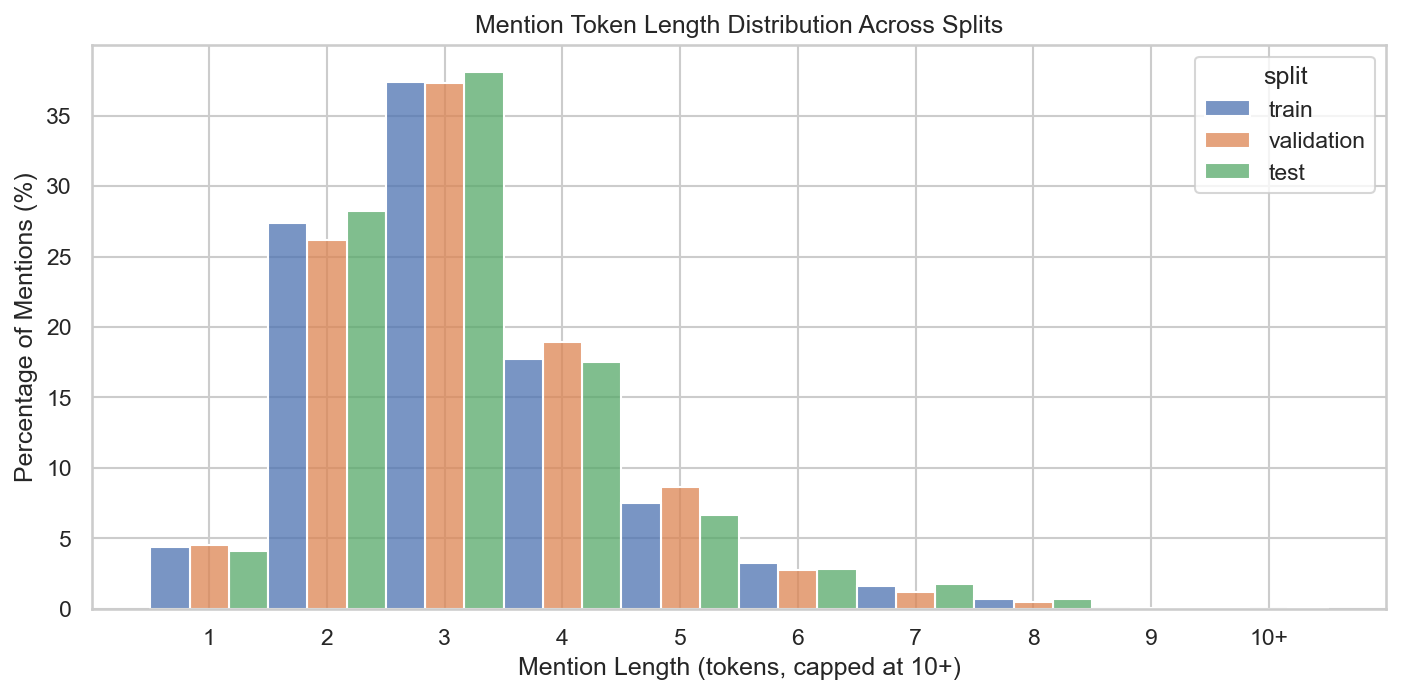 Mention Token Length Distribution Across Splits
split
train
validation
test
Percentage of Mentions (%)
35
30
25
20
15
10
5
0
1 2 3 4 5 6 7 8 9 10+
Mention Length (tokens, capped at 10+)